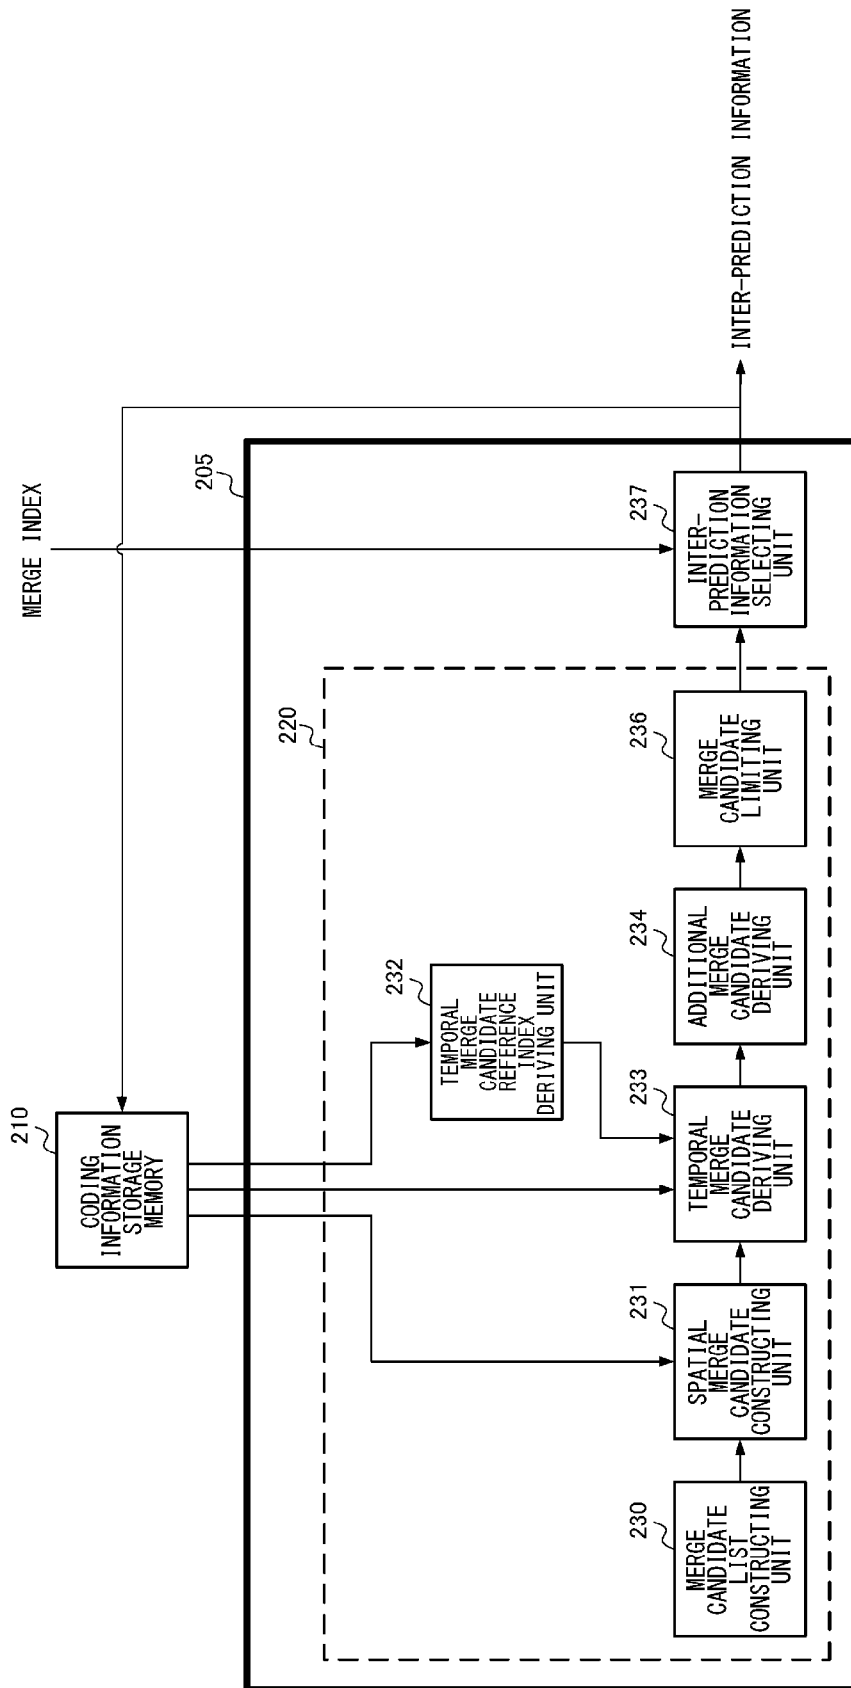 MERGE INDEX
INTER-PREDICTION INFORMATION
210
CODING
INFORMATION
STORAGE
MEMORY
205
220
232
TEMPORAL
MERGE
CANDIDATE
REFERENCE
INDEX
DERIVING UNIT
230
MERGE
CANDIDATE
LIST
CONSTRUCTING
UNIT
231
SPATIAL
MERGE
CANDIDATE
CONSTRUCTING
UNIT
233
TEMPORAL
MERGE
CANDIDATE
DERIVING
UNIT
234
ADDITIONAL
MERGE
CANDIDATE
DERIVING
UNIT
236
MERGE
CANDIDATE
LIMITING
UNIT
237
INTER-
PREDICTION
INFORMATION
SELECTING
UNIT